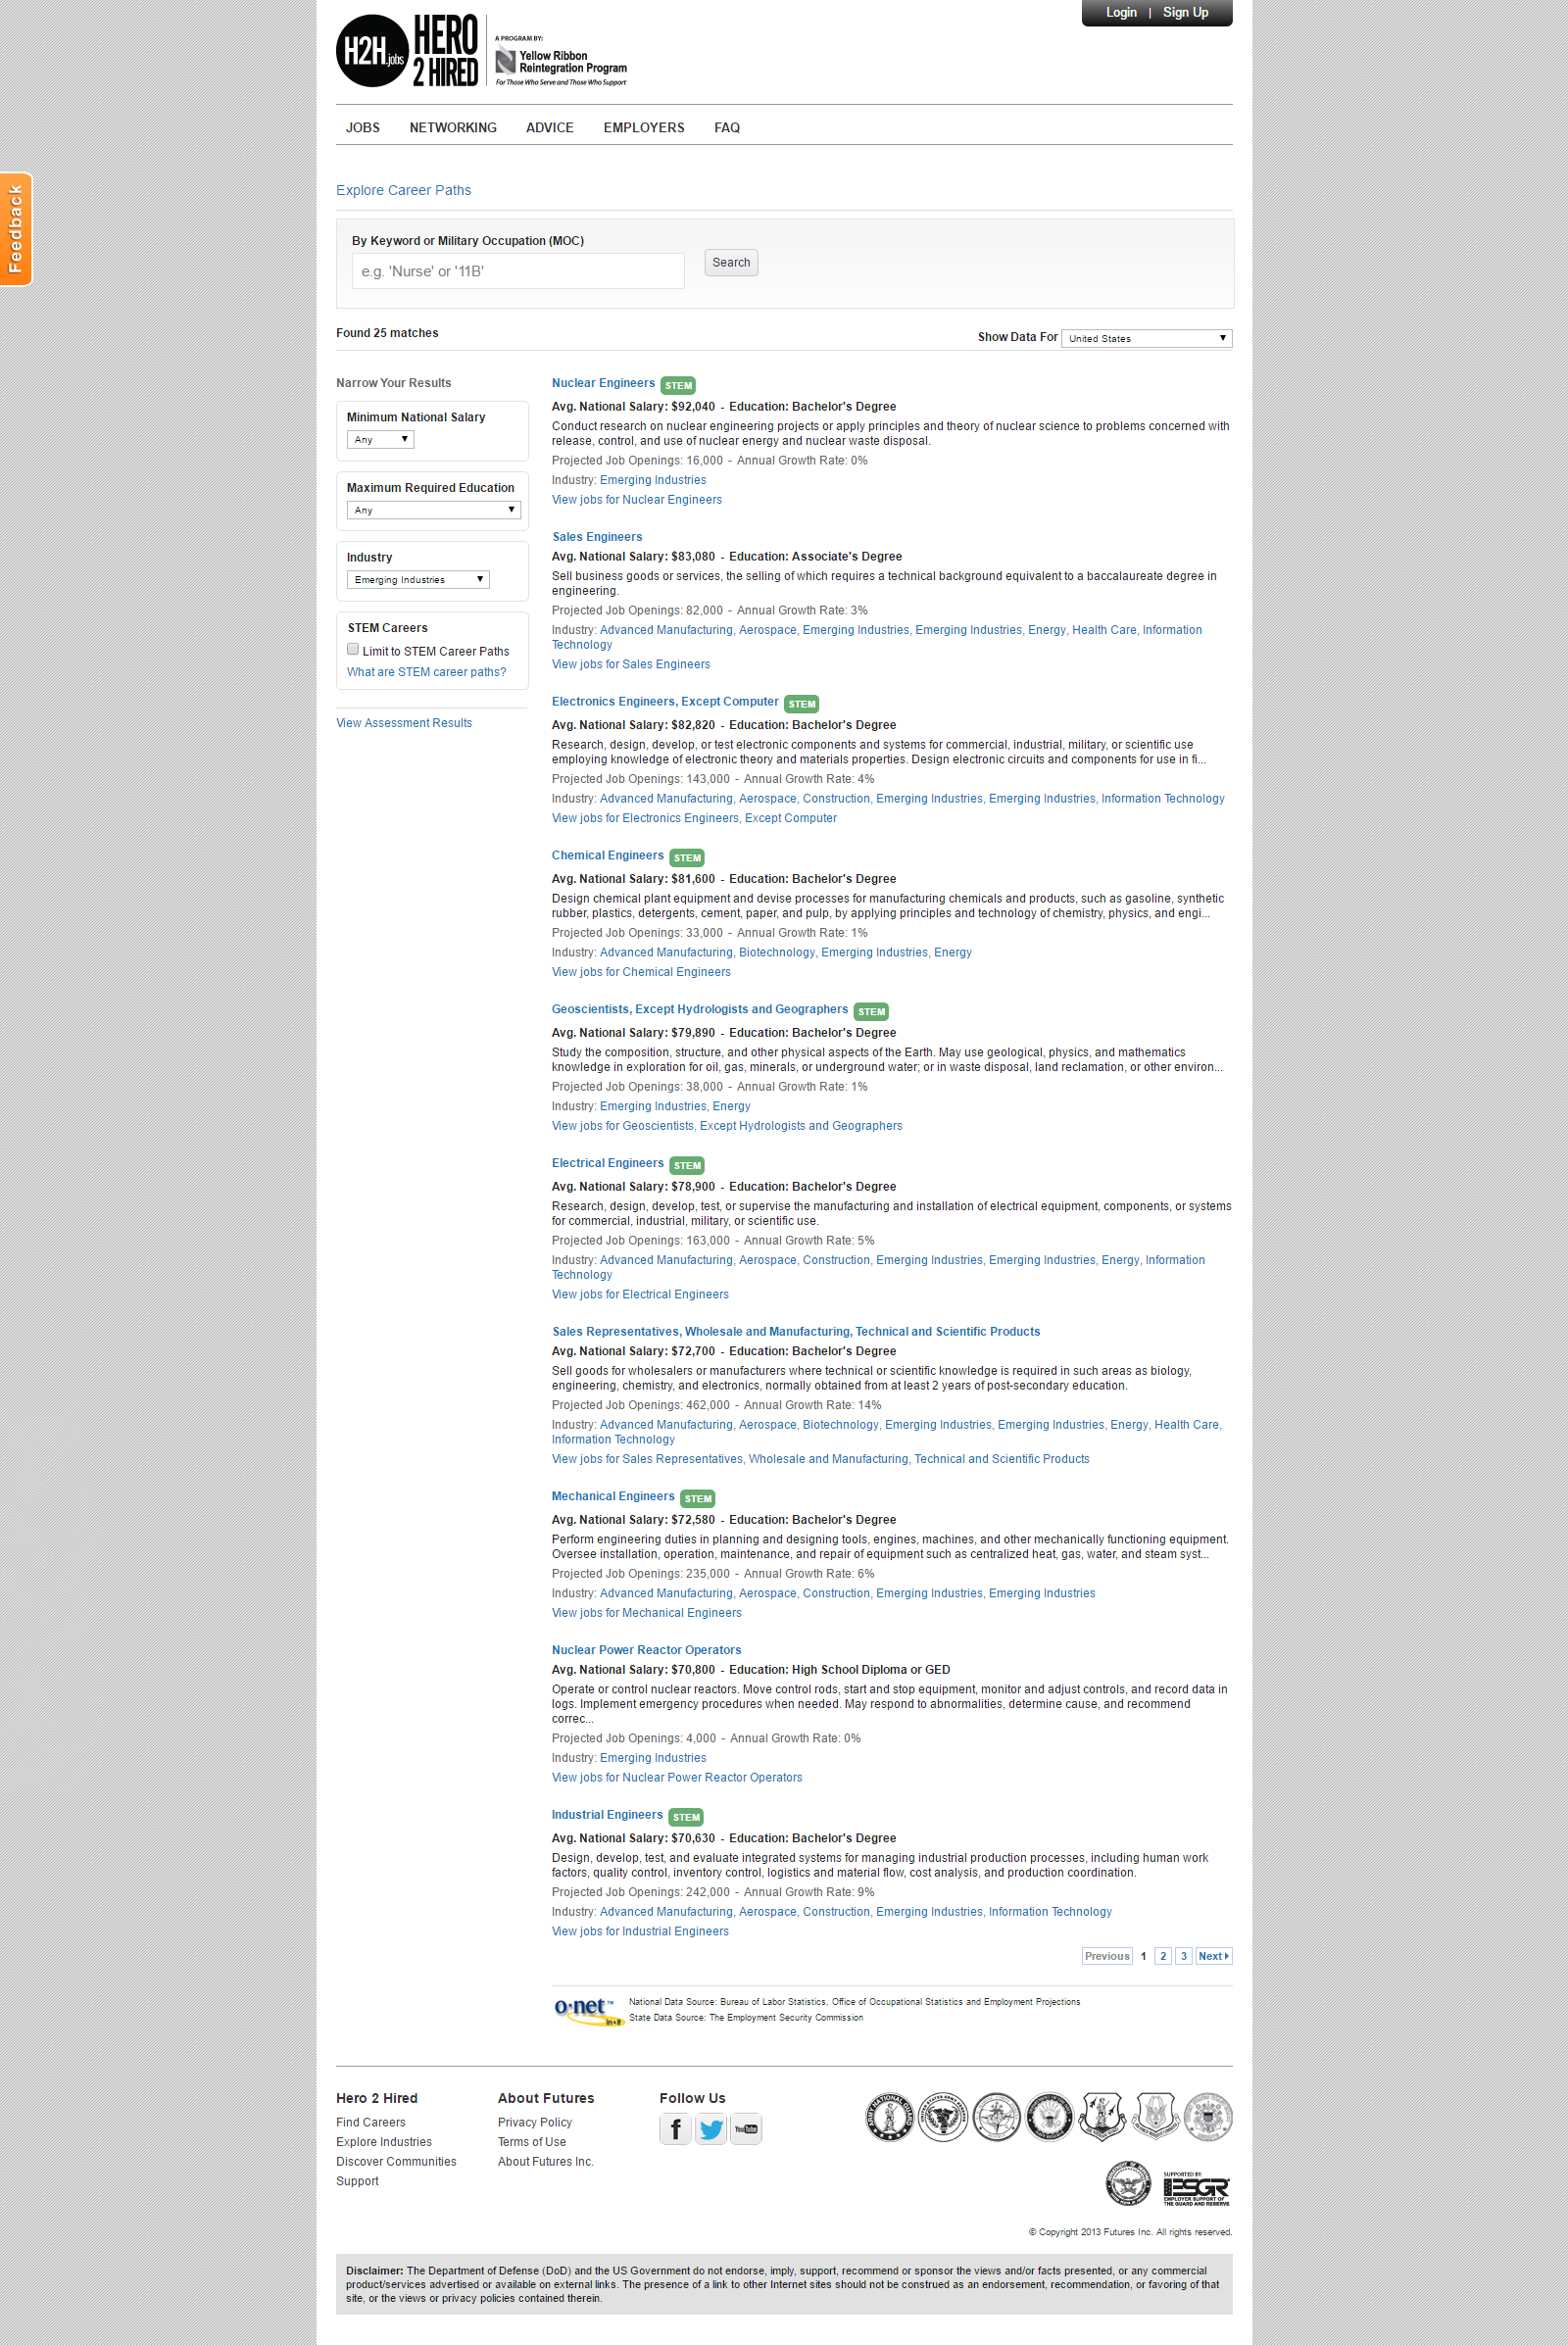 Login | Sign Up
H2H.jobs HERO 2 HIRED
A PROGRAM BY:
Yellow Ribbon
Reintegration Program
For Those Who Serve and Those Who Support
JOBS NETWORKING ADVICE EMPLOYERS FAQ
Feedback
Explore Career Paths
By Keyword or Military Occupation (MOC)
e.g. 'Nurse' or '11B' Search
Found 25 matches
Show Data For United States
Narrow Your Results
Minimum National Salary
Any
Maximum Required Education
Any
Industry
Emerging Industries
STEM Careers
Limit to STEM Career Paths
What are STEM career paths?
View Assessment Results
Nuclear Engineers STEM
Avg. National Salary: $92,040 - Education: Bachelor's Degree
Conduct research on nuclear engineering projects or apply principles and theory of nuclear science to problems concerned with
release, control, and use of nuclear energy and nuclear waste disposal.
Projected Job Openings: 16,000 - Annual Growth Rate: 0%
Industry: Emerging Industries
View jobs for Nuclear Engineers
Sales Engineers
Avg. National Salary: $83,080 - Education: Associate's Degree
Sell business goods or services, the selling of which requires a technical background equivalent to a baccalaureate degree in
engineering.
Projected Job Openings: 82,000 - Annual Growth Rate: 3%
Industry: Advanced Manufacturing, Aerospace, Emerging Industries, Emerging Industries, Energy, Health Care, Information
Technology
View jobs for Sales Engineers
Electronics Engineers, Except Computer STEM
Avg. National Salary: $82,820 - Education: Bachelor's Degree
Research, design, develop, or test electronic components and systems for commercial, industrial, military, or scientific use
employing knowledge of electronic theory and materials properties. Design electronic circuits and components for use in fi...
Projected Job Openings: 143,000 - Annual Growth Rate: 4%
Industry: Advanced Manufacturing, Aerospace, Construction, Emerging Industries, Emerging Industries, Information Technology
View jobs for Electronics Engineers, Except Computer
Chemical Engineers STEM
Avg. National Salary: $81,600 - Education: Bachelor's Degree
Design chemical plant equipment and devise processes for manufacturing chemicals and products, such as gasoline, synthetic
rubber, plastics, detergents, cement, paper, and pulp, by applying principles and technology of chemistry, physics, and engi...
Projected Job Openings: 33,000 - Annual Growth Rate: 1%
Industry: Advanced Manufacturing, Biotechnology, Emerging Industries, Energy
View jobs for Chemical Engineers
Geoscientists, Except Hydrologists and Geographers STEM
Avg. National Salary: $79,890 - Education: Bachelor's Degree
Study the composition, structure, and other physical aspects of the Earth. May use geological, physics, and mathematics
knowledge in exploration for oil, gas, minerals, or underground water; or in waste disposal, land reclamation, or other environ...
Projected Job Openings: 38,000 - Annual Growth Rate: 1%
Industry: Emerging Industries, Energy
View jobs for Geoscientists, Except Hydrologists and Geographers
Electrical Engineers STEM
Avg. National Salary: $78,900 - Education: Bachelor's Degree
Research, design, develop, test, or supervise the manufacturing and installation of electrical equipment, components, or systems
for commercial, industrial, military, or scientific use.
Projected Job Openings: 163,000 - Annual Growth Rate: 5%
Industry: Advanced Manufacturing, Aerospace, Construction, Emerging Industries, Emerging Industries, Energy, Information
Technology
View jobs for Electrical Engineers
Sales Representatives, Wholesale and Manufacturing, Technical and Scientific Products
Avg. National Salary: $72,700 - Education: Bachelor's Degree
Sell goods for wholesalers or manufacturers where technical or scientific knowledge is required in such areas as biology,
engineering, chemistry, and electronics, normally obtained from at least 2 years of post-secondary education.
Projected Job Openings: 462,000 - Annual Growth Rate: 14%
Industry: Advanced Manufacturing, Aerospace, Biotechnology, Emerging Industries, Emerging Industries, Energy, Health Care,
Information Technology
View jobs for Sales Representatives, Wholesale and Manufacturing, Technical and Scientific Products
Mechanical Engineers STEM
Avg. National Salary: $72,580 - Education: Bachelor's Degree
Perform engineering duties in planning and designing tools, engines, machines, and other mechanically functioning equipment.
Oversee installation, operation, maintenance, and repair of equipment such as centralized heat, gas, water, and steam syst...
Projected Job Openings: 235,000 - Annual Growth Rate: 6%
Industry: Advanced Manufacturing, Aerospace, Construction, Emerging Industries, Emerging Industries
View jobs for Mechanical Engineers
Nuclear Power Reactor Operators
Avg. National Salary: $70,800 - Education: High School Diploma or GED
Operate or control nuclear reactors. Move control rods, start and stop equipment, monitor and adjust controls, and record data in
logs. Implement emergency procedures when needed. May respond to abnormalities, determine cause, and recommend
correc...
Projected Job Openings: 4,000 - Annual Growth Rate: 0%
Industry: Emerging Industries
View jobs for Nuclear Power Reactor Operators
Industrial Engineers STEM
Avg. National Salary: $70,630 - Education: Bachelor's Degree
Design, develop, test, and evaluate integrated systems for managing industrial production processes, including human work
factors, quality control, inventory control, logistics and material flow, cost analysis, and production coordination.
Projected Job Openings: 242,000 - Annual Growth Rate: 9%
Industry: Advanced Manufacturing, Aerospace, Construction, Emerging Industries, Information Technology
View jobs for Industrial Engineers
Previous 1 2 3 Next
o*net™ in-it
National Data Source: Bureau of Labor Statistics, Office of Occupational Statistics and Employment Projections
State Data Source: The Employment Security Commission
Hero 2 Hired
Find Careers
Explore Industries
Discover Communities
Support
About Futures
Privacy Policy
Terms of Use
About Futures Inc.
Follow Us
f
You Tube
ARMY NATIONAL GUARD
SUPPORTED BY:
ESGR
EMPLOYER SUPPORT OF
THE GUARD AND RESERVE
© Copyright 2013 Futures Inc. All rights reserved.
Disclaimer: The Department of Defense (DoD) and the US Government do not endorse, imply, support, recommend or sponsor the views and/or facts presented, or any commercial
product/services advertised or available on external links. The presence of a link to other Internet sites should not be construed as an endorsement, recommendation, or favoring of that
site, or the views or privacy policies contained therein.